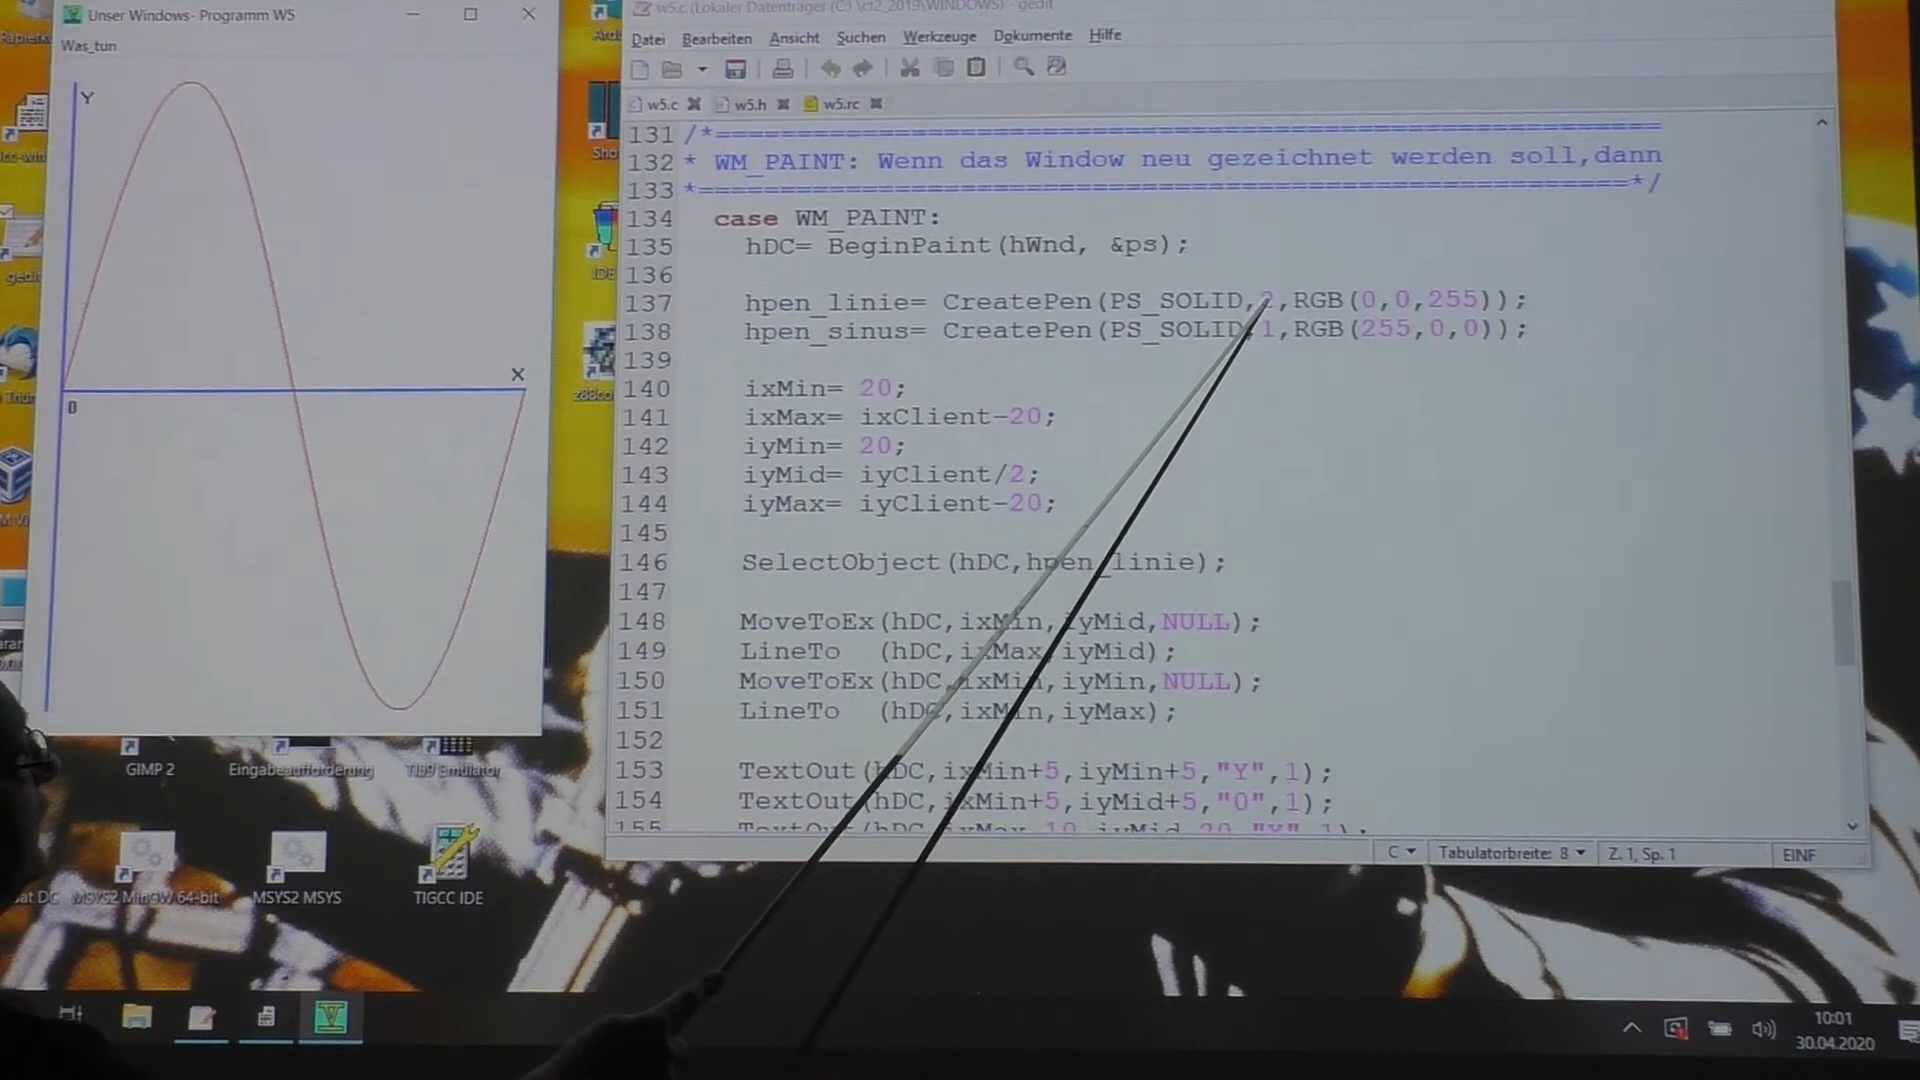 Unser Windows- Programm W5
Was_tun
Y
X
0
w5.c (Lokaler Datenträger (C:)\ct2_2019\WINDOWS) - gedit
Datei Bearbeiten Ansicht Suchen Werkzeuge Dokumente Hilfe
w5.c w5.h w5.rc
131 /*==========================================================
132 * WM_PAINT: Wenn das Window neu gezeichnet werden soll,dann
133 *=========================================================*/
134 case WM_PAINT:
135 hDC= BeginPaint(hWnd, &ps);
136
137 hpen_linie= CreatePen(PS_SOLID,2,RGB(0,0,255));
138 hpen_sinus= CreatePen(PS_SOLID,1,RGB(255,0,0));
139
140 ixMin= 20;
141 ixMax= ixClient-20;
142 iyMin= 20;
143 iyMid= iyClient/2;
144 iyMax= iyClient-20;
145
146 SelectObject(hDC,hpen_linie);
147
148 MoveToEx(hDC,ixMin,iyMid,NULL);
149 LineTo (hDC,ixMax,iyMid);
150 MoveToEx(hDC,ixMin,iyMin,NULL);
151 LineTo (hDC,ixMin,iyMax);
152
153 TextOut(hDC,ixMin+5,iyMin+5,"Y",1);
154 TextOut(hDC,ixMin+5,iyMid+5,"0",1);
155
C Tabulatorbreite: 8 Z. 1, Sp. 1 EINF
GIMP 2 Eingabeaufforderung TI89 Emulator
MSYS2 MinGW 64-bit MSYS2 MSYS TIGCC IDE
10:01
30.04.2020